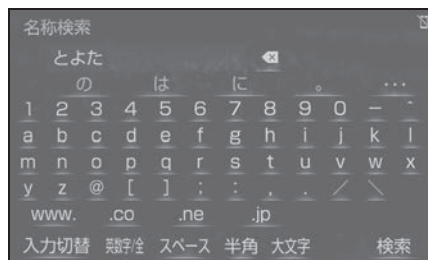 名称検索
とよた
の は に 。 ...
1 2 3 4 5 6 7 8 9 0 - ^
a b c d e f g h i j k l
m n o p q r s t u v w x
y z @ [ ] ; : , . / \
www. .co .ne .jp
入力切替 英数字/全 スペース 半角 大文字 検索